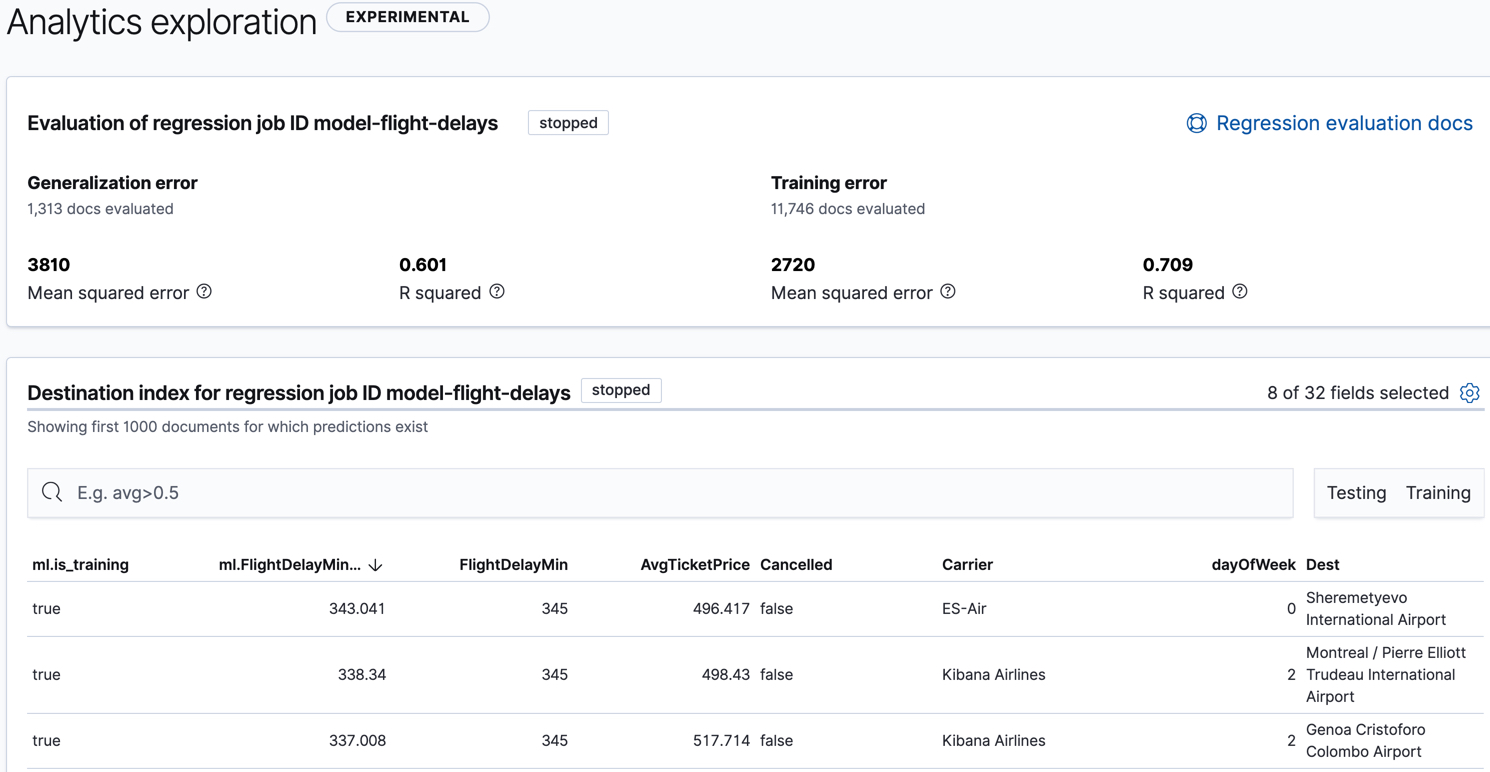 Analytics exploration EXPERIMENTAL
Evaluation of regression job ID model-flight-delays stopped Regression evaluation docs
Generalization error Training error
1,313 docs evaluated 11,746 docs evaluated
3810 0.601 2720 0.709
Mean squared error R squared Mean squared error R squared
Destination index for regression job ID model-flight-delays stopped 8 of 32 fields selected
Showing first 1000 documents for which predictions exist
E.g. avg>0.5 Testing Training
ml.is_training ml.FlightDelayMin... ↓ FlightDelayMin AvgTicketPrice Cancelled Carrier dayOfWeek Dest
true 343.041 345 496.417 false ES-Air 0 Sheremetyevo
International Airport
true 338.34 345 498.43 false Kibana Airlines 2 Montreal / Pierre Elliott
Trudeau International
Airport
true 337.008 345 517.714 false Kibana Airlines 2 Genoa Cristoforo
Colombo Airport